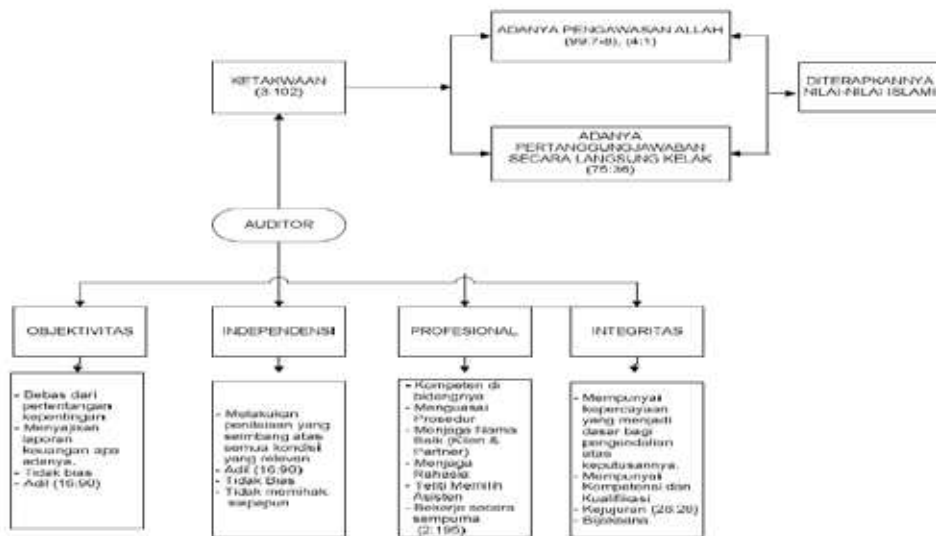 ADANYA PENGAWASAN ALLAH
(99:7-8), (4:1)
KETAKWAAN
(3:102)
DITERAPKANNYA
NILAI-NILAI ISLAMI
ADANYA
PERTANGGUNGJAWABAN
SECARA LANGSUNG KELAK
(75:36)
AUDITOR
OBJEKTIVITAS
INDEPENDENSI
PROFESIONAL
INTEGRITAS
- Bebas dari
pertentangan
kepentingan
- Menyajikan
laporan
keuangan apa
adanya.
- Tidak bias
- Adil (16:90)
- Melakukan
penilaian yang
seimbang atas
semua kondisi
yang relevan
- Adil (16:90)
- Tidak Bias
- Tidak memihak
siapapun
- Kompeten di
bidangnya
- Menguasai
Prosedur
- Menjaga Nama
Baik (Klien &
Partner)
- Menjaga
Rahasia
- Teliti Memilih
Asisten
- Bekerja secara
sempurna
(2:195)
- Mempunyai
kepercayaan
yang menjadi
dasar bagi
pengendalian
atas
keputusannya.
- Mempunyai
Kompetensi dan
Kualifikasi
- Kejujuran (26:26)
- Bijaksana